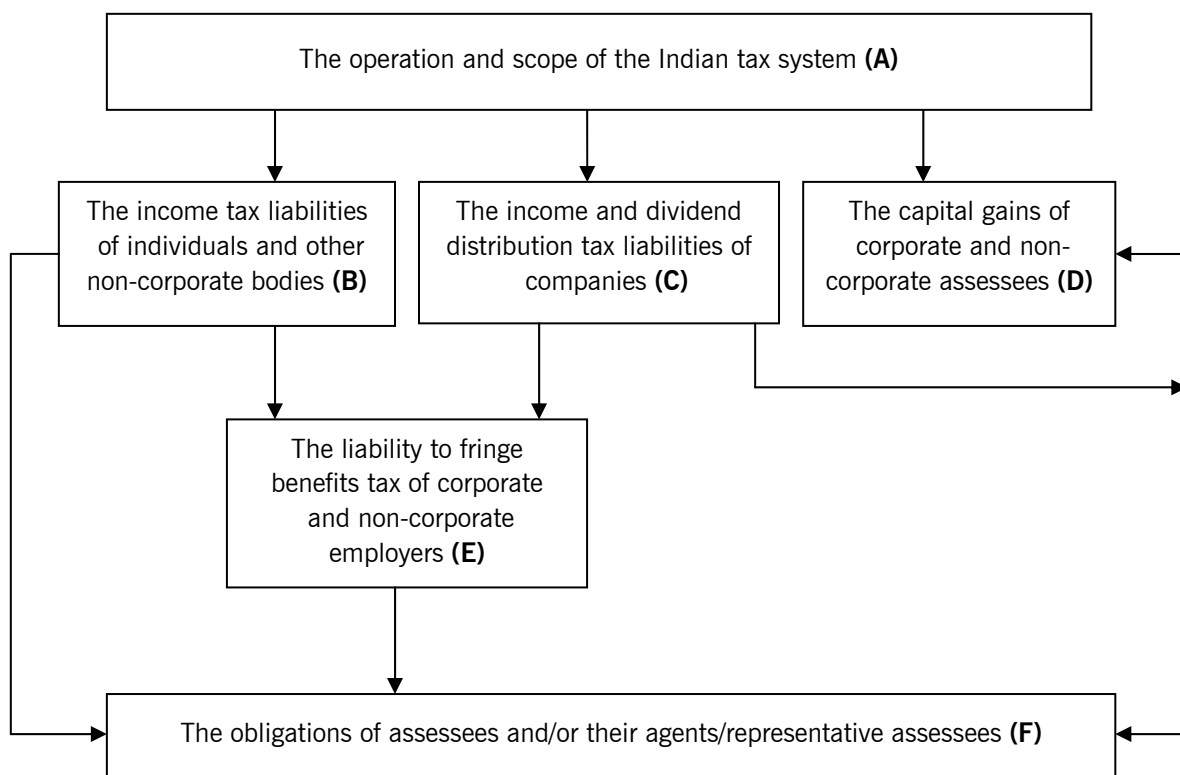 The operation and scope of the Indian tax system (A)
The income tax liabilities
of individuals and other
non-corporate bodies (B)
The income and dividend
distribution tax liabilities of
companies (C)
The capital gains of
corporate and non-
corporate assessees (D)
The liability to fringe
benefits tax of corporate
and non-corporate
employers (E)
The obligations of assessees and/or their agents/representative assessees (F)